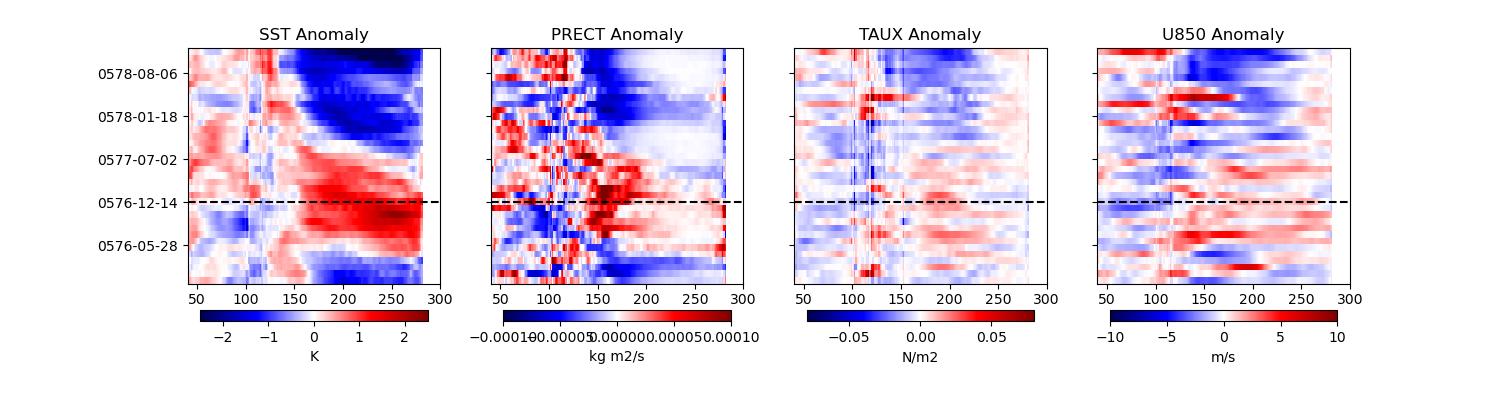 SST Anomaly
PRECT Anomaly
TAUX Anomaly
U850 Anomaly
0578-08-06
0578-01-18
0577-07-02
0576-12-14
0576-05-28
50 100 150 200 250 300
50 100 150 200 250 300
50 100 150 200 250 300
50 100 150 200 250 300
−2 −1 0 1 2
−0.00010 −0.00005 0.00000 0.00005 0.00010
−0.05 0.00 0.05
−10 −5 0 5 10
K
kg m2/s
N/m2
m/s